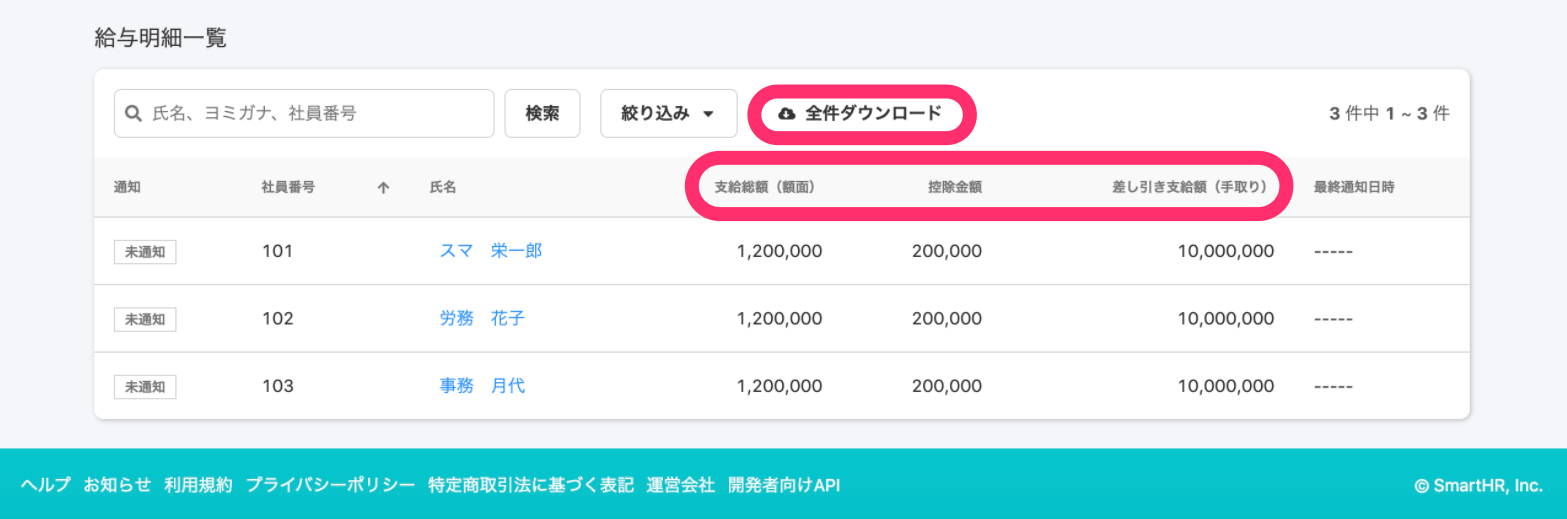 給与明細一覧
氏名、ヨミガナ、社員番号 検索 絞り込み 全件ダウンロード 3 件中 1 ~ 3 件
通知 社員番号 氏名 支給総額（額面） 控除金額 差し引き支給額（手取り） 最終通知日時
未通知 101 スマ　栄一郎 1,200,000 200,000 10,000,000 -----
未通知 102 労務　花子 1,200,000 200,000 10,000,000 -----
未通知 103 事務　月代 1,200,000 200,000 10,000,000 -----
ヘルプ お知らせ 利用規約 プライバシーポリシー 特定商取引法に基づく表記 運営会社 開発者向けAPI © SmartHR, Inc.